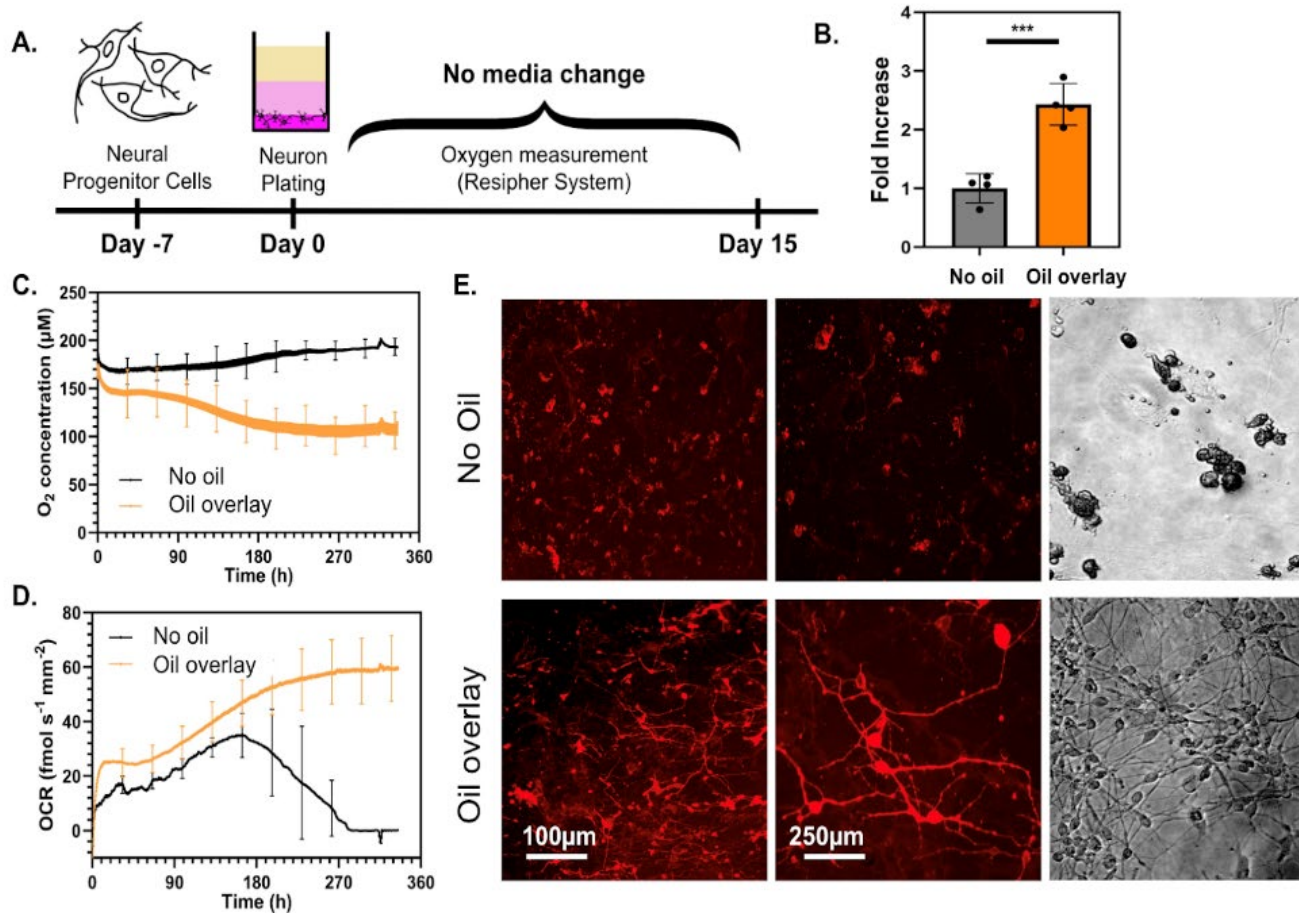 A.
No media change
Neural
Progenitor Cells
Neuron
Plating
Oxygen measurement
(Resipher System)
Day -7
Day 0
Day 15
B.
Fold Increase
4
3
2
1
0
***
No oil
Oil overlay
C.
O₂ concentration (µM)
250
200
150
100
50
0
No oil
Oil overlay
0
90
180
270
360
Time (h)
D.
OCR (fmol s⁻¹ mm⁻²)
80
60
40
20
0
No oil
Oil overlay
0
90
180
270
360
Time (h)
E.
No Oil
Oil overlay
100µm
250µm